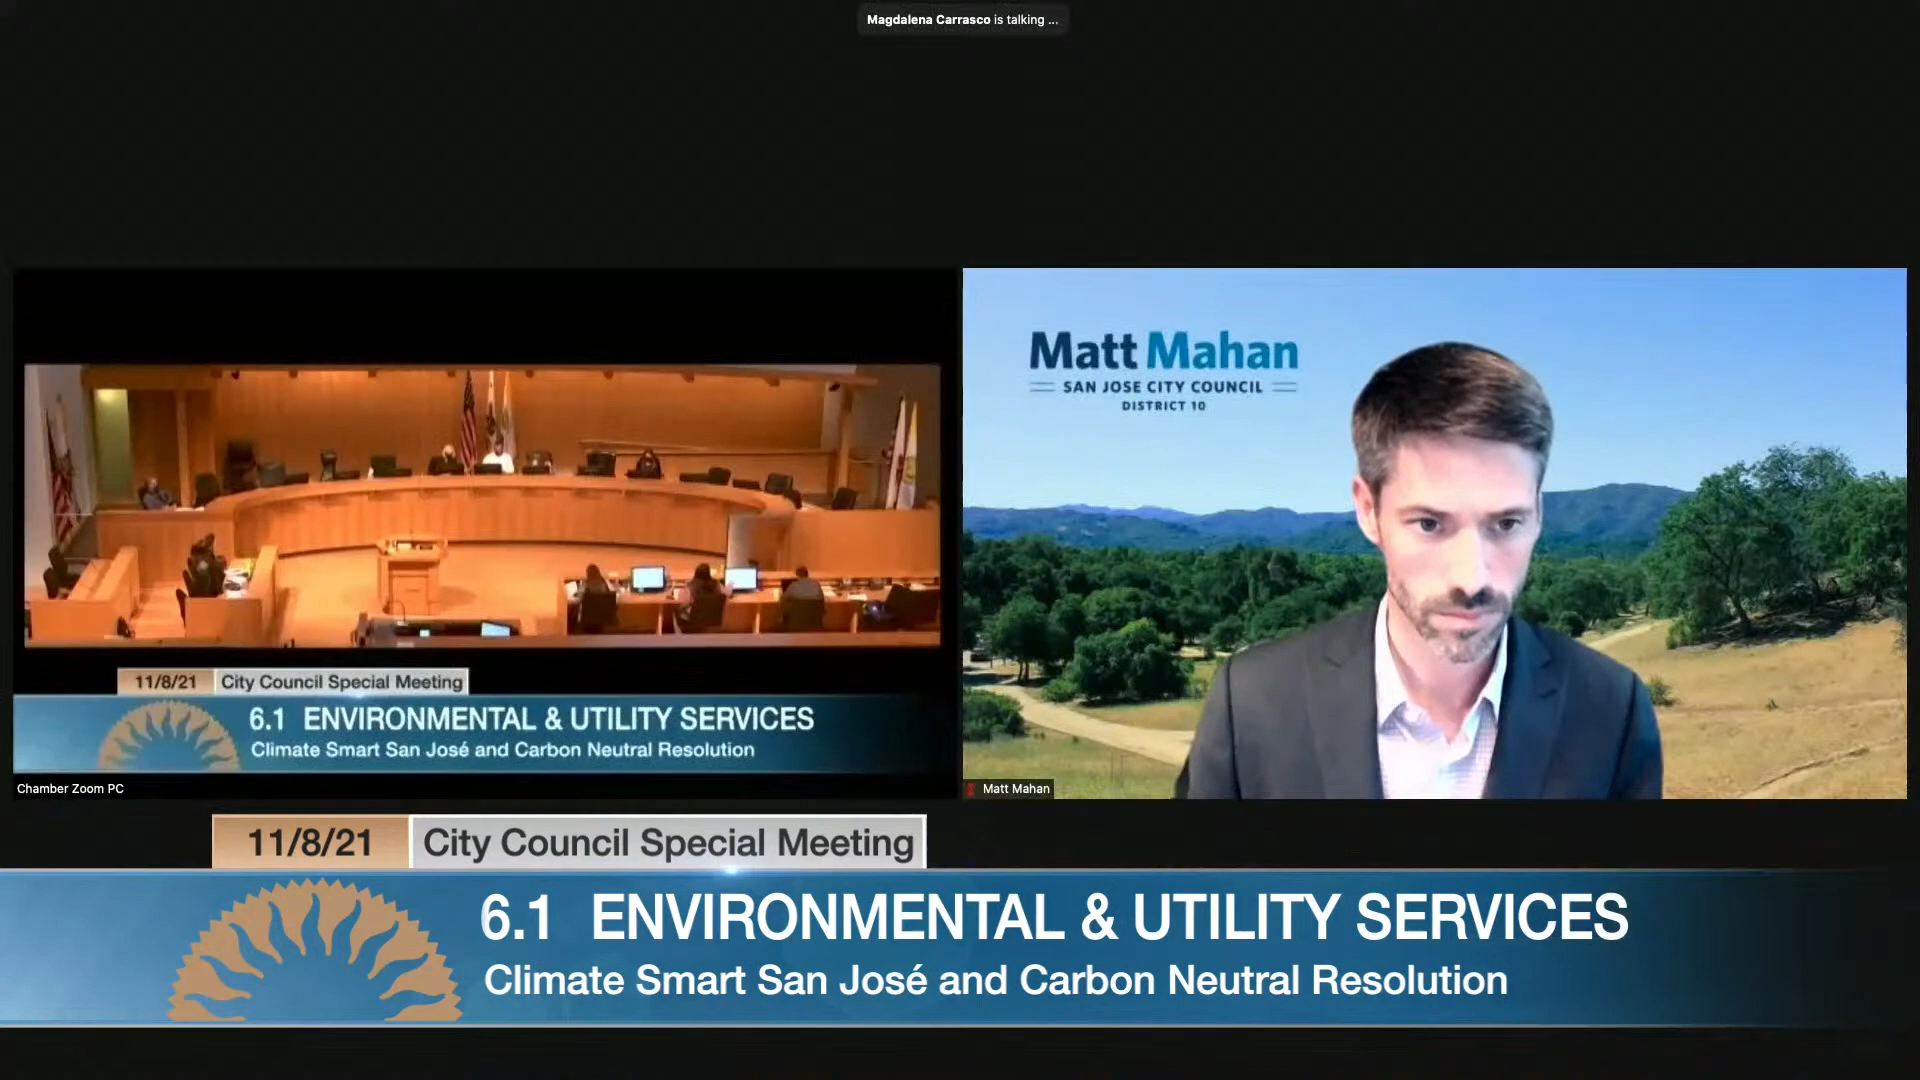 Magdalena Carrasco is talking ...
Matt Mahan
SAN JOSE CITY COUNCIL
DISTRICT 10
11/8/21 City Council Special Meeting
6.1 ENVIRONMENTAL & UTILITY SERVICES
Climate Smart San José and Carbon Neutral Resolution
Chamber Zoom PC
Matt Mahan
11/8/21 City Council Special Meeting
6.1 ENVIRONMENTAL & UTILITY SERVICES
Climate Smart San José and Carbon Neutral Resolution